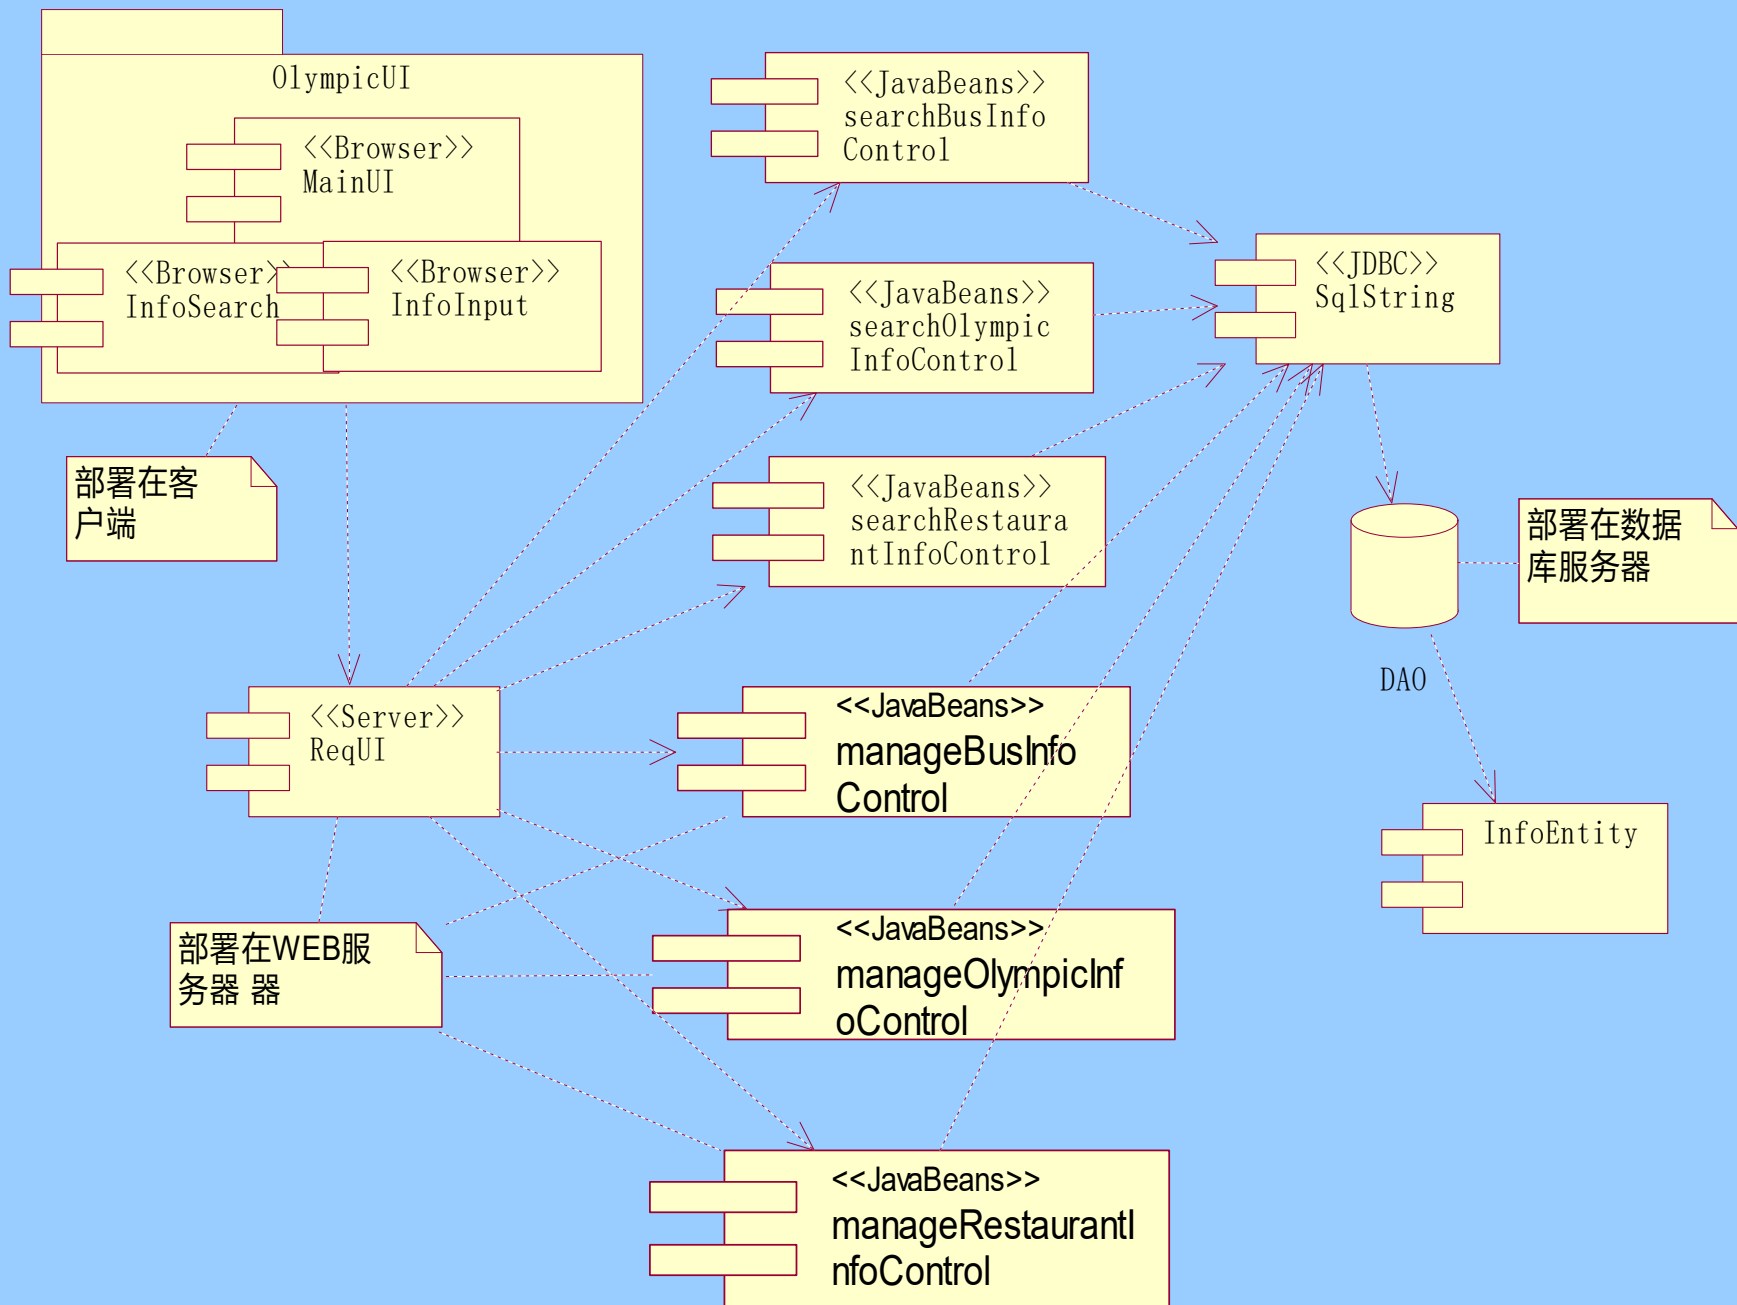 OlympicUI
<<Browser>>
MainUI
<<Browser>>
InfoSearch
<<Browser>>
InfoInput
部署在客
户端
<<JavaBeans>>
searchBusInfo
Control
<<JavaBeans>>
searchOlympic
InfoControl
<<JavaBeans>>
searchRestaura
ntInfoControl
<<JDBC>>
SqlString
部署在数据
库服务器
DAO
InfoEntity
<<Server>>
ReqUI
<<JavaBeans>>
manageBusInfo
Control
部署在WEB服
务器 器
<<JavaBeans>>
manageOlympicInf
oControl
<<JavaBeans>>
manageRestaurantI
nfoControl